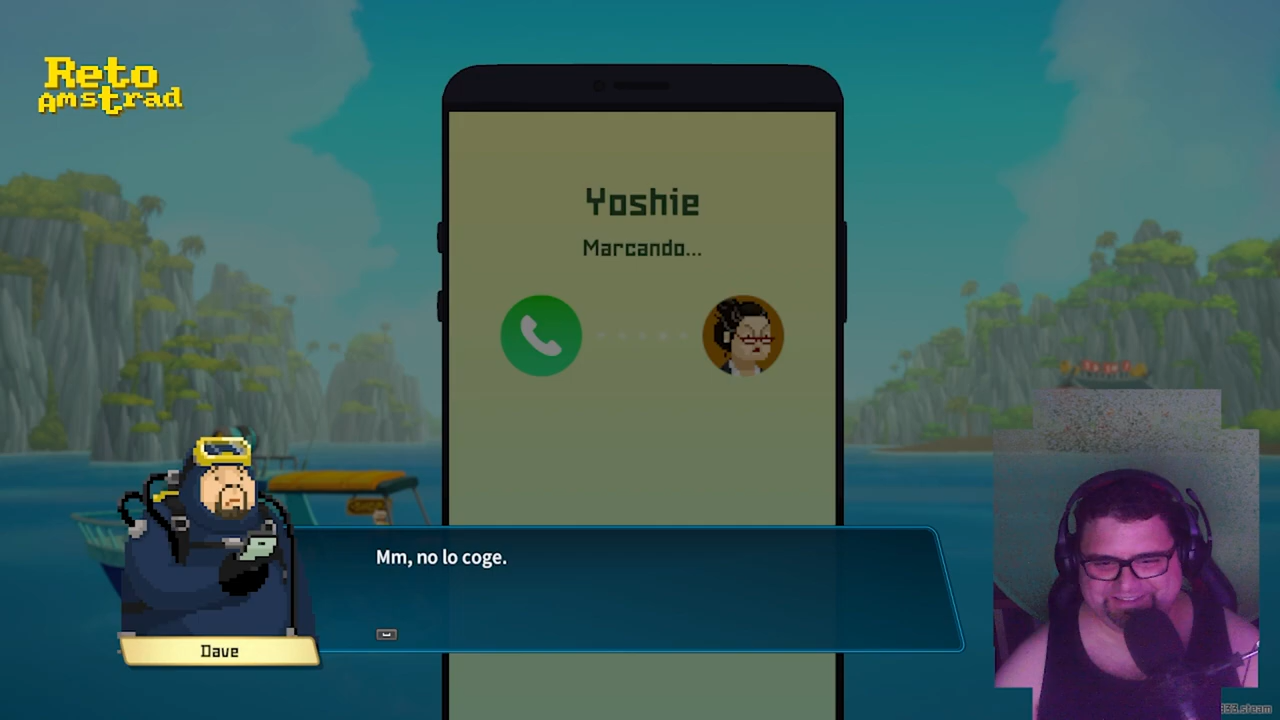 Reto
Amstrad
Yoshie
Marcando...
Mm, no lo coge.
Dave